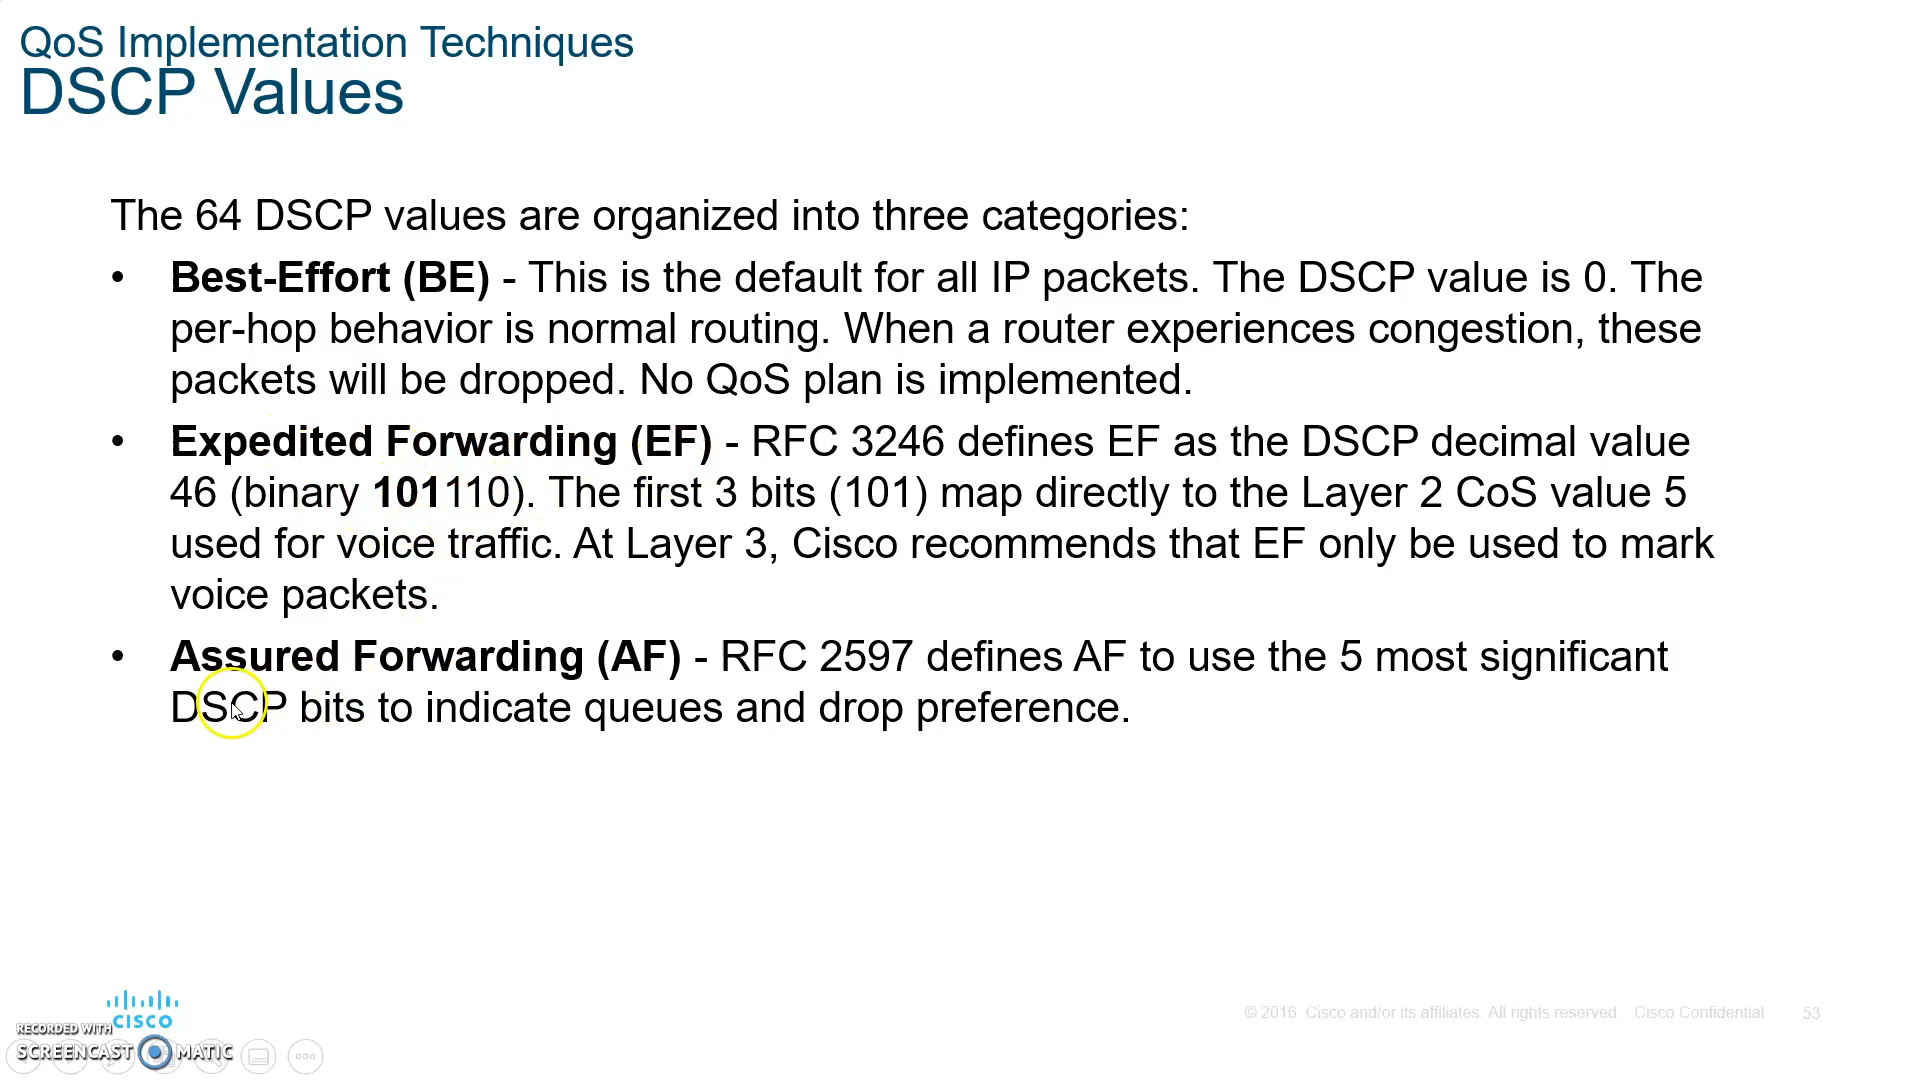 QoS Implementation Techniques
DSCP Values
The 64 DSCP values are organized into three categories:
• Best-Effort (BE) - This is the default for all IP packets. The DSCP value is 0. The
per-hop behavior is normal routing. When a router experiences congestion, these
packets will be dropped. No QoS plan is implemented.
• Expedited Forwarding (EF) - RFC 3246 defines EF as the DSCP decimal value
46 (binary 101110). The first 3 bits (101) map directly to the Layer 2 CoS value 5
used for voice traffic. At Layer 3, Cisco recommends that EF only be used to mark
voice packets.
• Assured Forwarding (AF) - RFC 2597 defines AF to use the 5 most significant
DSCP bits to indicate queues and drop preference.
CISCO
© 2016 Cisco and/or its affiliates. All rights reserved. Cisco Confidential 53
RECORDED WITH
SCREENCAST MATIC